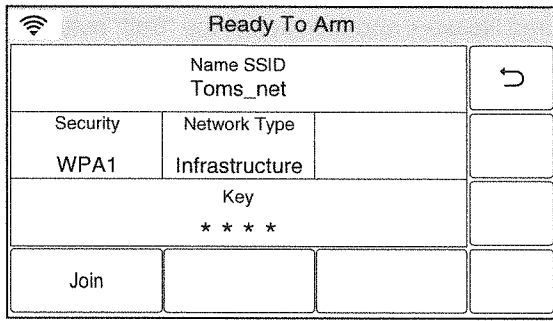 Ready To Arm
Name SSID
Toms_net
Security
Network Type
WPA1
Infrastructure
Key
* * * *
Join